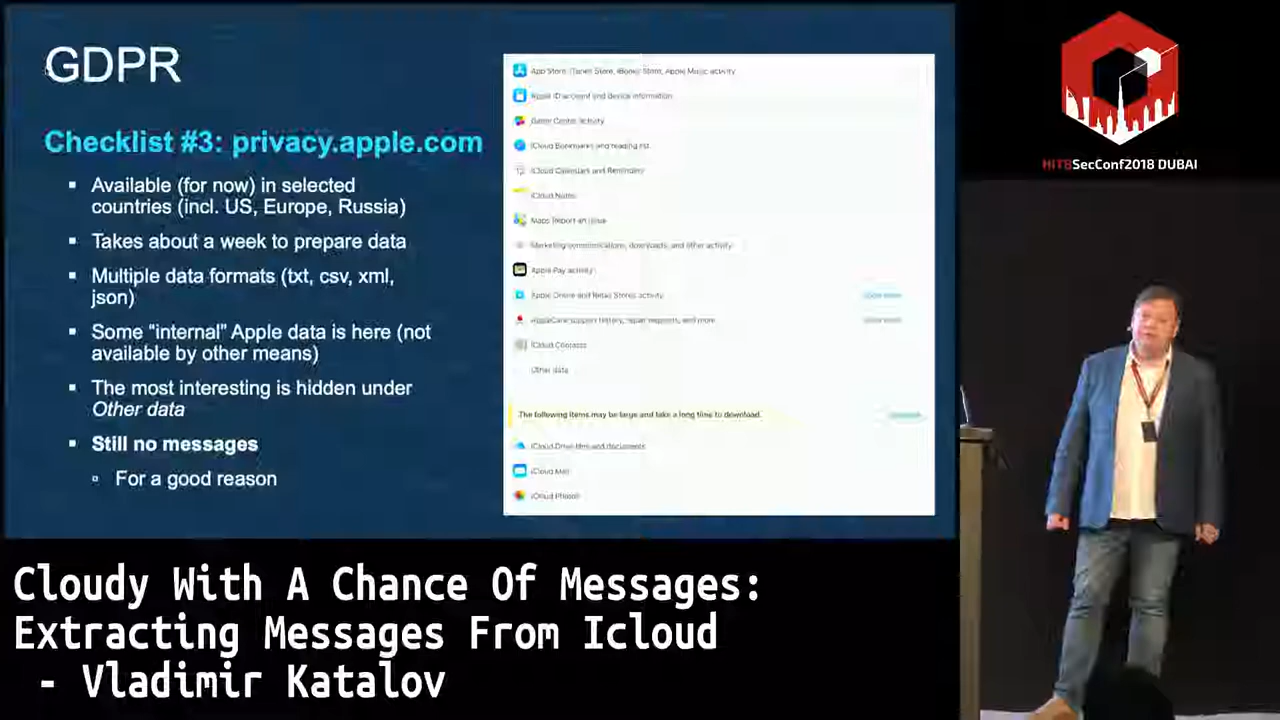 GDPR
Checklist #3: privacy.apple.com
▪ Available (for now) in selected
countries (incl. US, Europe, Russia)
▪ Takes about a week to prepare data
▪ Multiple data formats (txt, csv, xml,
json)
▪ Some “internal” Apple data is here (not
available by other means)
▪ The most interesting is hidden under
Other data
▪ Still no messages
▫ For a good reason
App Store, iTunes Store, iBooks Store, Apple Music activity
Apple ID account and device information
Game Center activity
iCloud Bookmarks and reading list
iCloud Calendars and Reminders
iCloud Notes
Maps Report an Issue
Marketing communications, downloads, and other activity
Apple Pay activity
Apple Online and Retail Stores activity
AppleCare support history, repair requests, and more
iCloud Contacts
Other data
The following items may be large and take a long time to download.
iCloud Drive files and documents
iCloud Mail
iCloud Photos
HITBSecConf2018 DUBAI
Cloudy With A Chance Of Messages:
Extracting Messages From Icloud
- Vladimir Katalov